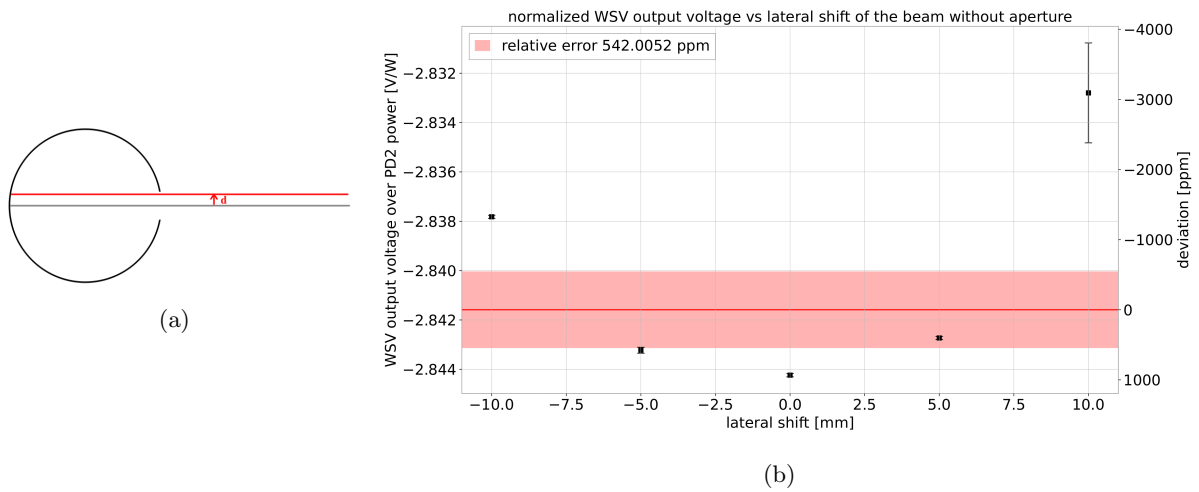 d
(a)
normalized WSV output voltage vs lateral shift of the beam without aperture
relative error 542.0052 ppm
WSV output voltage over PD2 power [V/W]
−2.832
−2.834
−2.836
−2.838
−2.840
−2.842
−2.844
−10.0
−7.5
−5.0
−2.5
0.0
2.5
5.0
7.5
10.0
lateral shift [mm]
−4000
−3000
−2000
−1000
0
1000
deviation [ppm]
(b)